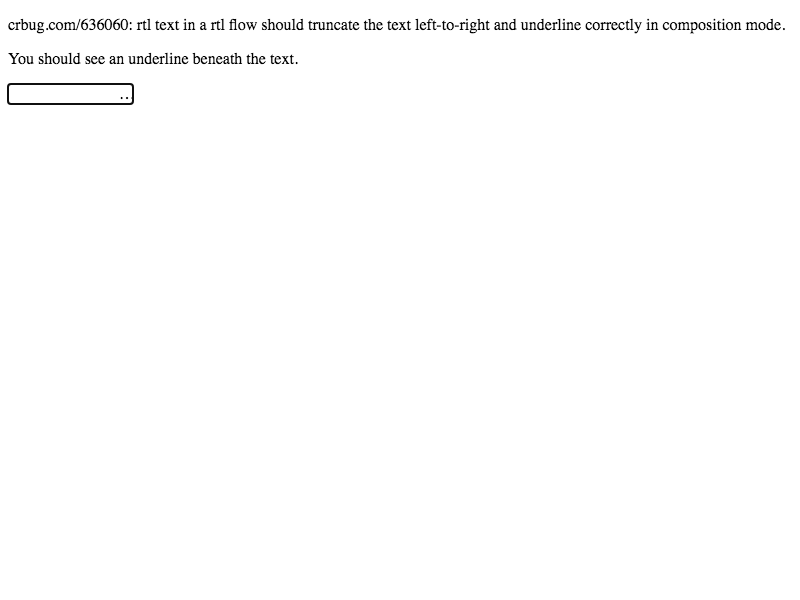 crbug.com/636060: rtl text in a rtl flow should truncate the text left-to-right and underline correctly in composition mode.
You should see an underline beneath the text.
..